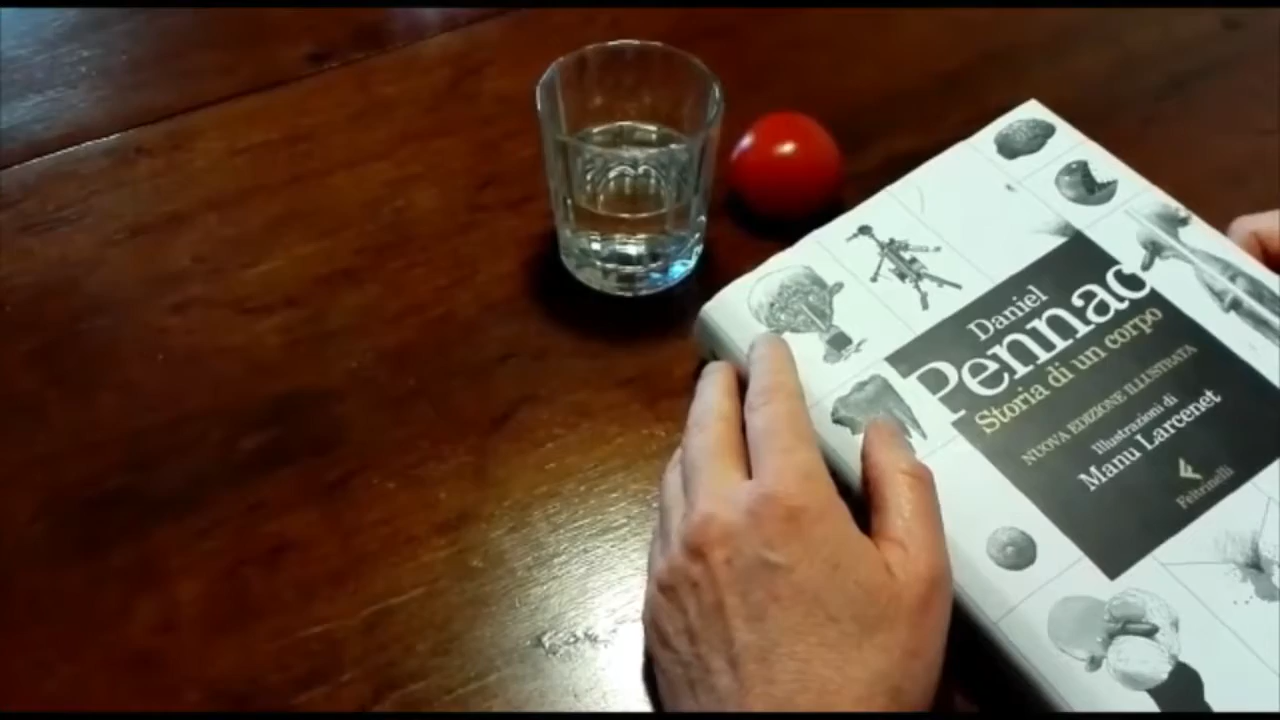 Daniel
Pennac
Storia di un corpo
NUOVA EDIZIONE ILLUSTRATA
Illustrazioni di
Manu Larcenet
Feltrinelli